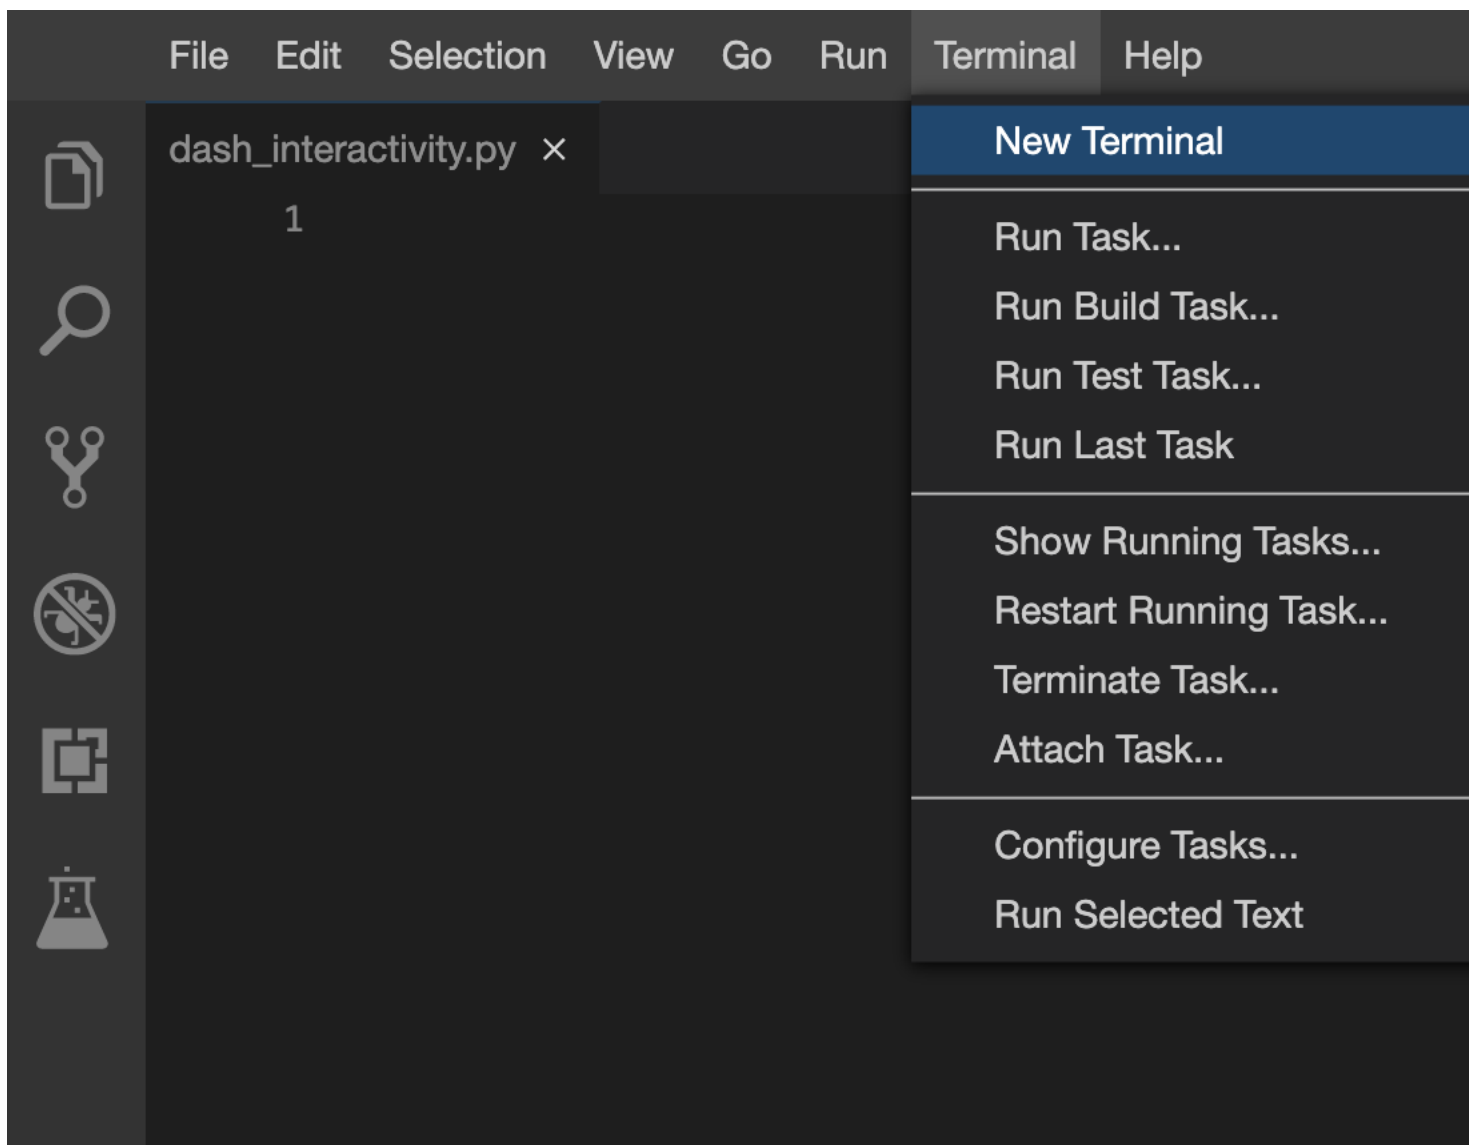 File Edit Selection View Go Run Terminal Help
dash_interactivity.py ×
1
New Terminal
Run Task...
Run Build Task...
Run Test Task...
Run Last Task
Show Running Tasks...
Restart Running Task...
Terminate Task...
Attach Task...
Configure Tasks...
Run Selected Text